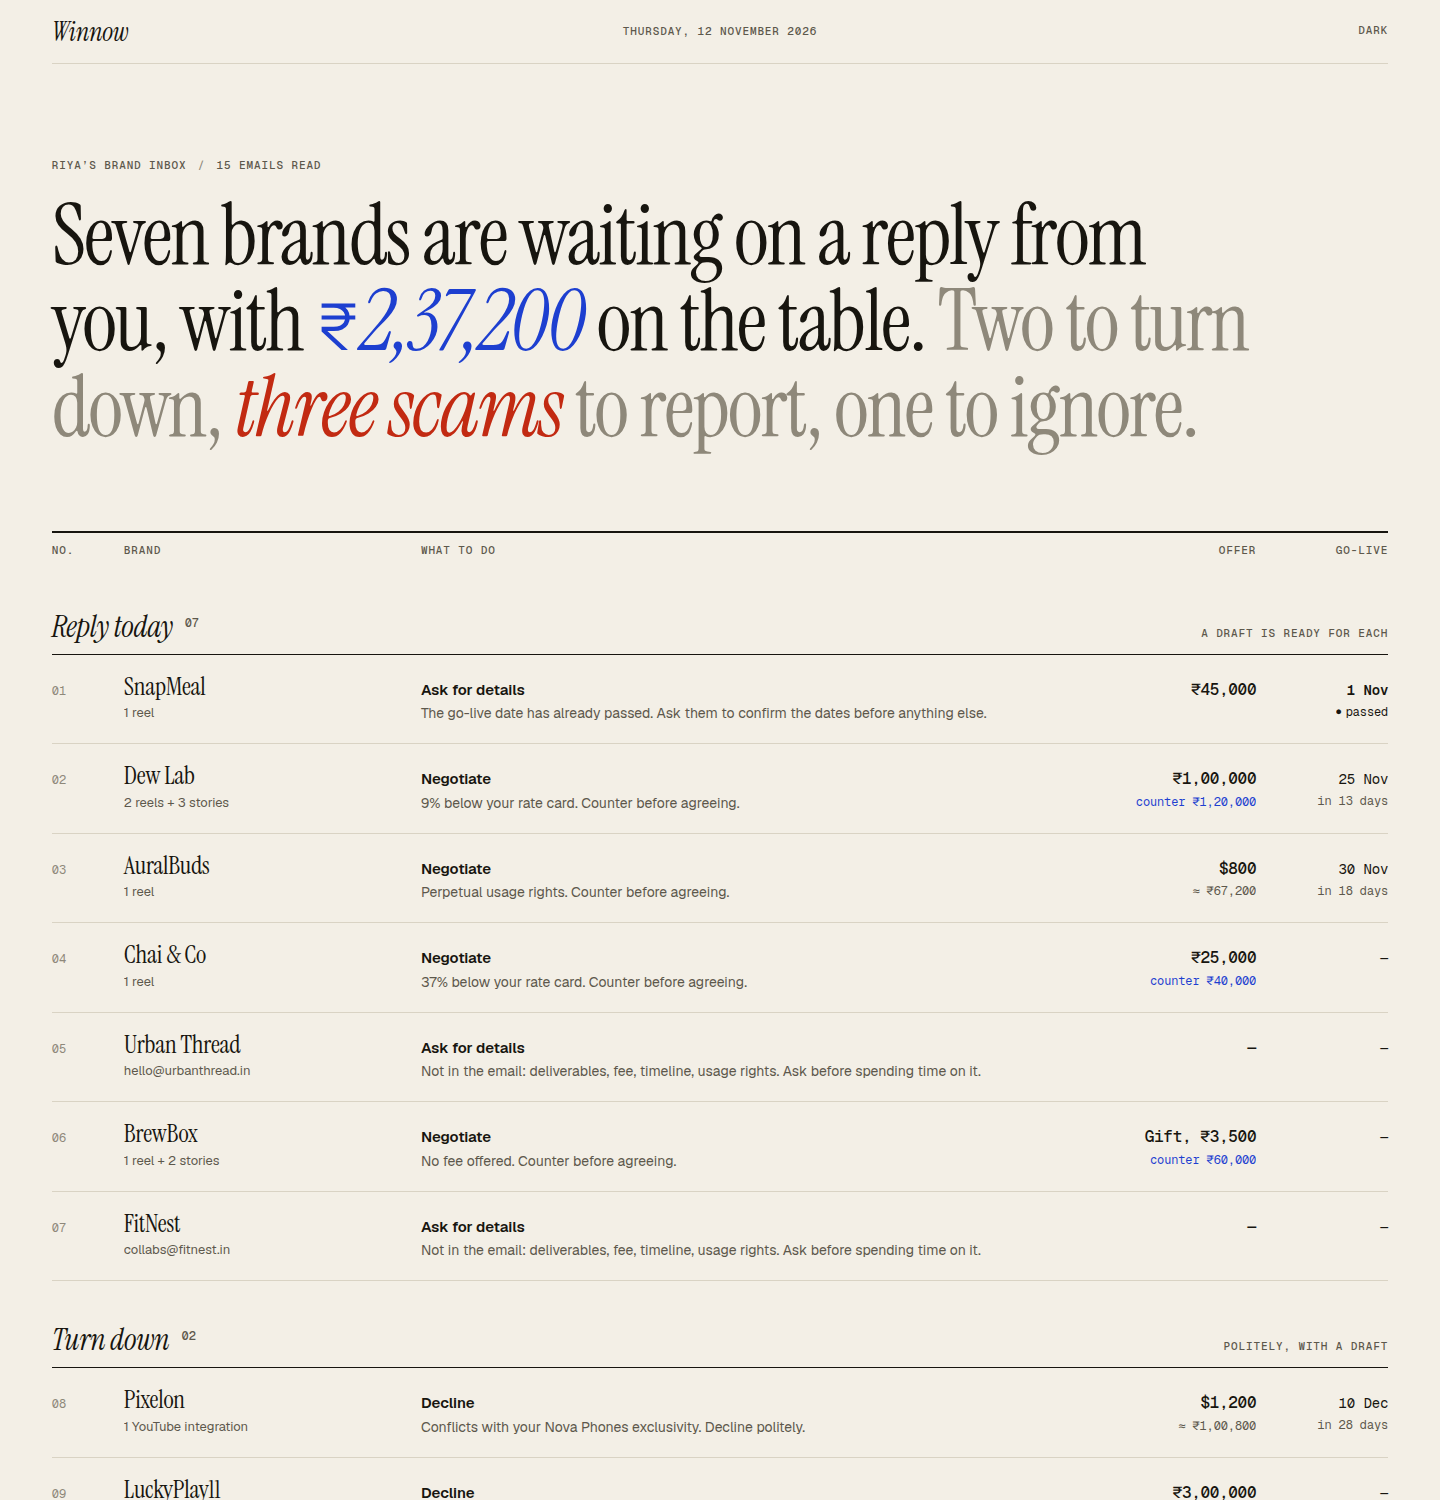 Winnow
THURSDAY, 12 NOVEMBER 2026
DARK
RIYA'S BRAND INBOX / 15 EMAILS READ
Seven brands are waiting on a reply from
you, with ₹2,37,200 on the table. Two to turn
down, three scams to report, one to ignore.
NO. BRAND WHAT TO DO OFFER GO-LIVE
Reply today 07
A DRAFT IS READY FOR EACH
01 SnapMeal Ask for details ₹45,000 1 Nov
1 reel The go-live date has already passed. Ask them to confirm the dates before anything else. • passed
02 Dew Lab Negotiate ₹1,00,000 25 Nov
2 reels + 3 stories 9% below your rate card. Counter before agreeing. counter ₹1,20,000 in 13 days
03 AuralBuds Negotiate $800 30 Nov
1 reel Perpetual usage rights. Counter before agreeing. ≈ ₹67,200 in 18 days
04 Chai & Co Negotiate ₹25,000 —
1 reel 37% below your rate card. Counter before agreeing. counter ₹40,000
05 Urban Thread Ask for details — —
hello@urbanthread.in Not in the email: deliverables, fee, timeline, usage rights. Ask before spending time on it.
06 BrewBox Negotiate Gift, ₹3,500 —
1 reel + 2 stories No fee offered. Counter before agreeing. counter ₹60,000
07 FitNest Ask for details — —
collabs@fitnest.in Not in the email: deliverables, fee, timeline, usage rights. Ask before spending time on it.
Turn down 02
POLITELY, WITH A DRAFT
08 Pixelon Decline $1,200 10 Dec
1 YouTube integration Conflicts with your Nova Phones exclusivity. Decline politely. ≈ ₹1,00,800 in 28 days
09 LuckyPlay11 Decline ₹3,00,000 —